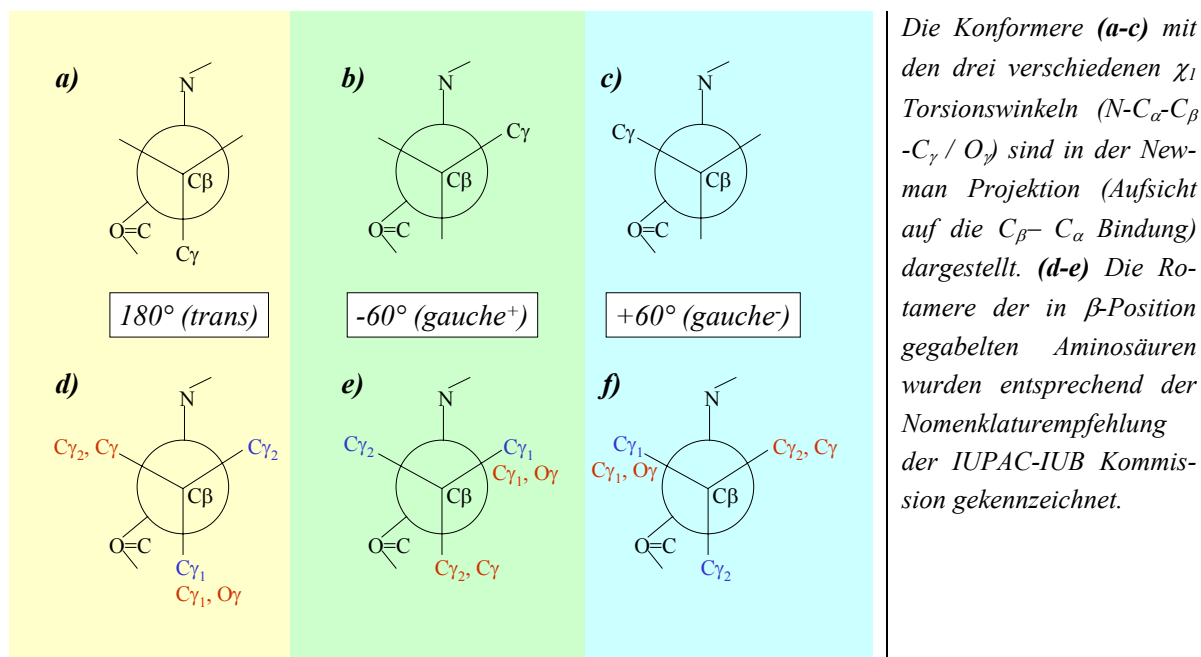 a)
N
Cβ
O=C
Cγ
180° (trans)
b)
N
Cγ
Cβ
O=C
-60° (gauche⁺)
c)
N
Cγ
Cβ
O=C
+60° (gauche⁻)
d)
N
Cγ₂, Cγ
Cγ₂
Cβ
O=C
Cγ₁
Cγ₁, Oγ
e)
N
Cγ₂
Cγ₁
Cγ₁, Oγ
Cβ
O=C
Cγ₂, Cγ
f)
N
Cγ₁
Cγ₂, Cγ
Cγ₁, Oγ
Cβ
O=C
Cγ₂
Die Konformere (a-c) mit
den drei verschiedenen χ₁
Torsionswinkeln (N-Cα-Cβ
-Cγ / Oγ) sind in der New-
man Projektion (Aufsicht
auf die Cβ– Cα Bindung)
dargestellt. (d-e) Die Ro-
tamere der in β-Position
gegabelten Aminosäuren
wurden entsprechend der
Nomenklaturempfehlung
der IUPAC-IUB Kommis-
sion gekennzeichnet.